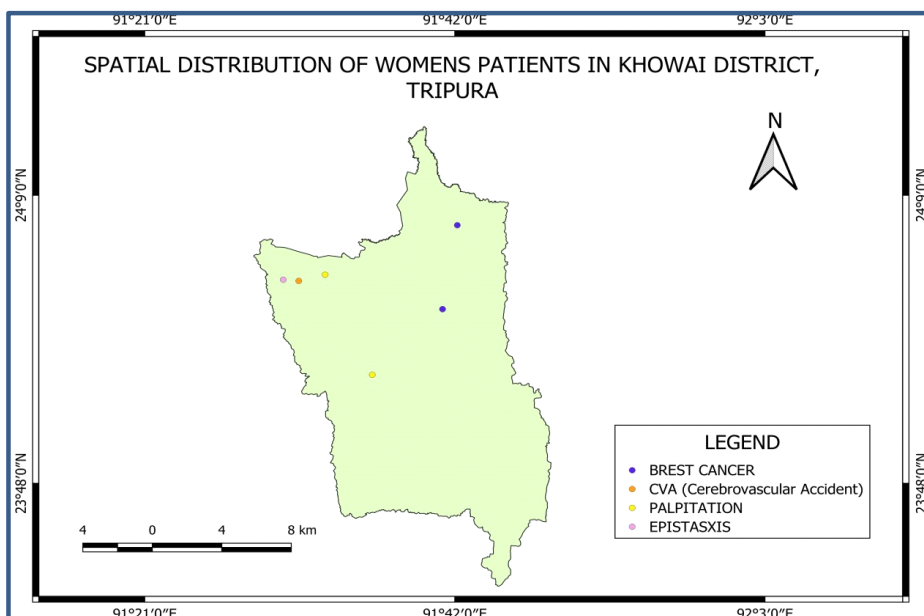 91°21′0″E 91°42′0″E 92°3′0″E
SPATIAL DISTRIBUTION OF WOMENS PATIENTS IN KHOWAI DISTRICT,
TRIPURA
N
24°9′0″N 24°9′0″N
LEGEND
BREST CANCER
CVA (Cerebrovascular Accident)
PALPITATION
EPISTASXIS
23°48′0″N 23°48′0″N
4 0 4 8 km
91°21′0″E 91°42′0″E 92°3′0″E